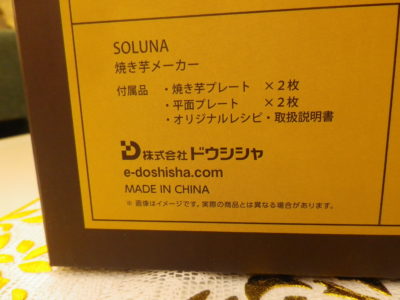 SOLUNA
焼き芋メーカー
付属品 ・焼き芋プレート ×2枚
・平面プレート ×2枚
・オリジナルレシピ・取扱説明書
株式会社 ドウシシャ
e-doshisha.com
MADE IN CHINA
※画像はイメージです。実際の商品とは異なる場合があります。